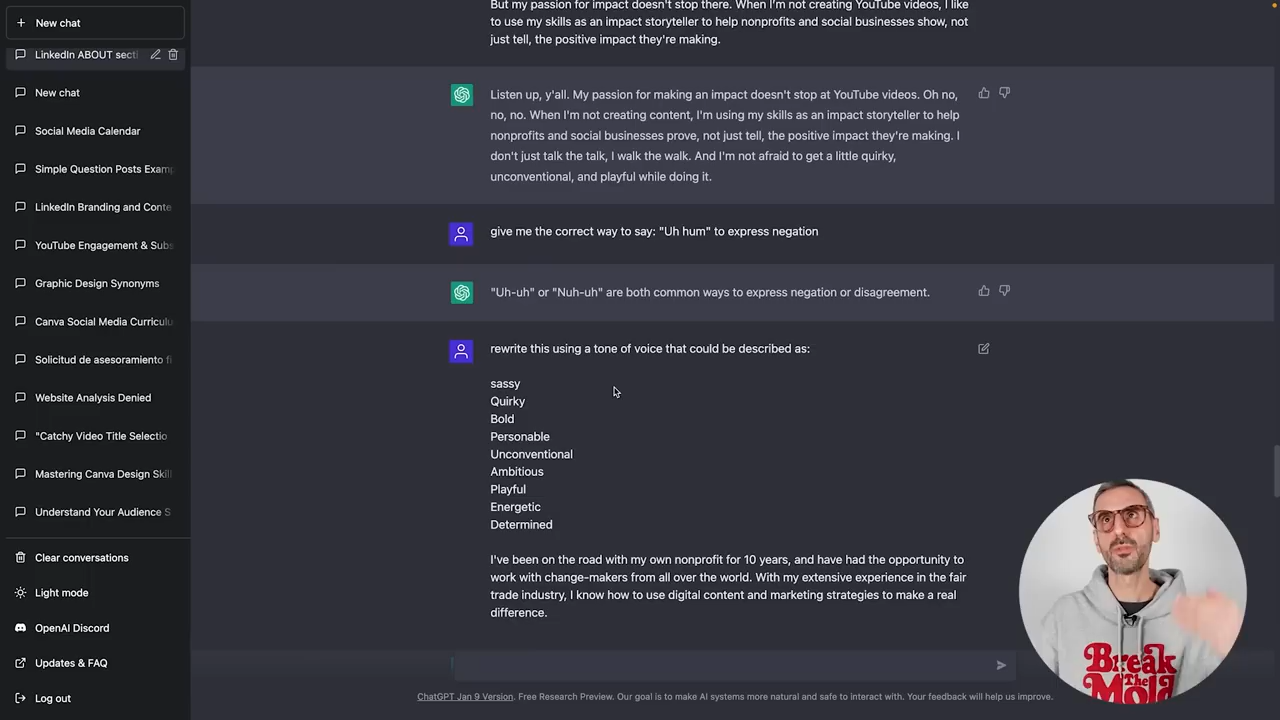 New chat
LinkedIn ABOUT secti
New chat
Social Media Calendar
Simple Question Posts Examp
LinkedIn Branding and Conte
YouTube Engagement & Subs
Graphic Design Synonyms
Canva Social Media Curriculu
Solicitud de asesoramiento fi
Website Analysis Denied
"Catchy Video Title Selectio
Mastering Canva Design Skil
Understand Your Audience S
Clear conversations
Light mode
OpenAI Discord
Updates & FAQ
Log out
But my passion for impact doesn't stop there. When I'm not creating YouTube videos, I like
to use my skills as an impact storyteller to help nonprofits and social businesses show, not
just tell, the positive impact they're making.
Listen up, y'all. My passion for making an impact doesn't stop at YouTube videos. Oh no,
no, no. When I'm not creating content, I'm using my skills as an impact storyteller to help
nonprofits and social businesses prove, not just tell, the positive impact they're making. I
don't just talk the talk, I walk the walk. And I'm not afraid to get a little quirky,
unconventional, and playful while doing it.
give me the correct way to say: "Uh hum" to express negation
"Uh-uh" or "Nuh-uh" are both common ways to express negation or disagreement.
rewrite this using a tone of voice that could be described as:
sassy
Quirky
Bold
Personable
Unconventional
Ambitious
Playful
Energetic
Determined
I've been on the road with my own nonprofit for 10 years, and have had the opportunity to
work with change-makers from all over the world. With my extensive experience in the fair
trade industry, I know how to use digital content and marketing strategies to make a real
difference.
ChatGPT Jan 9 Version. Free Research Preview. Our goal is to make AI systems more natural and safe to interact with. Your feedback will help us improve.
Break
The Mold